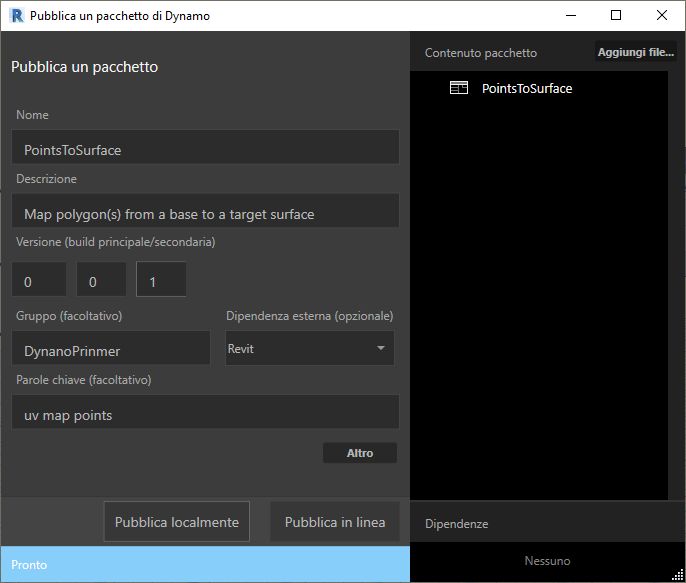 Pubblica un pacchetto di Dynamo
Pubblica un pacchetto
Nome
PointsToSurface
Descrizione
Map polygon(s) from a base to a target surface
Versione (build principale/secondaria)
0 0 1
Gruppo (facoltativo) Dipendenza esterna (opzionale)
DynanoPrinmer Revit
Parole chiave (facoltativo)
uv map points
Altro
Pubblica localmente Pubblica in linea
Pronto
Contenuto pacchetto Aggiungi file...
PointsToSurface
Dipendenze
Nessuno